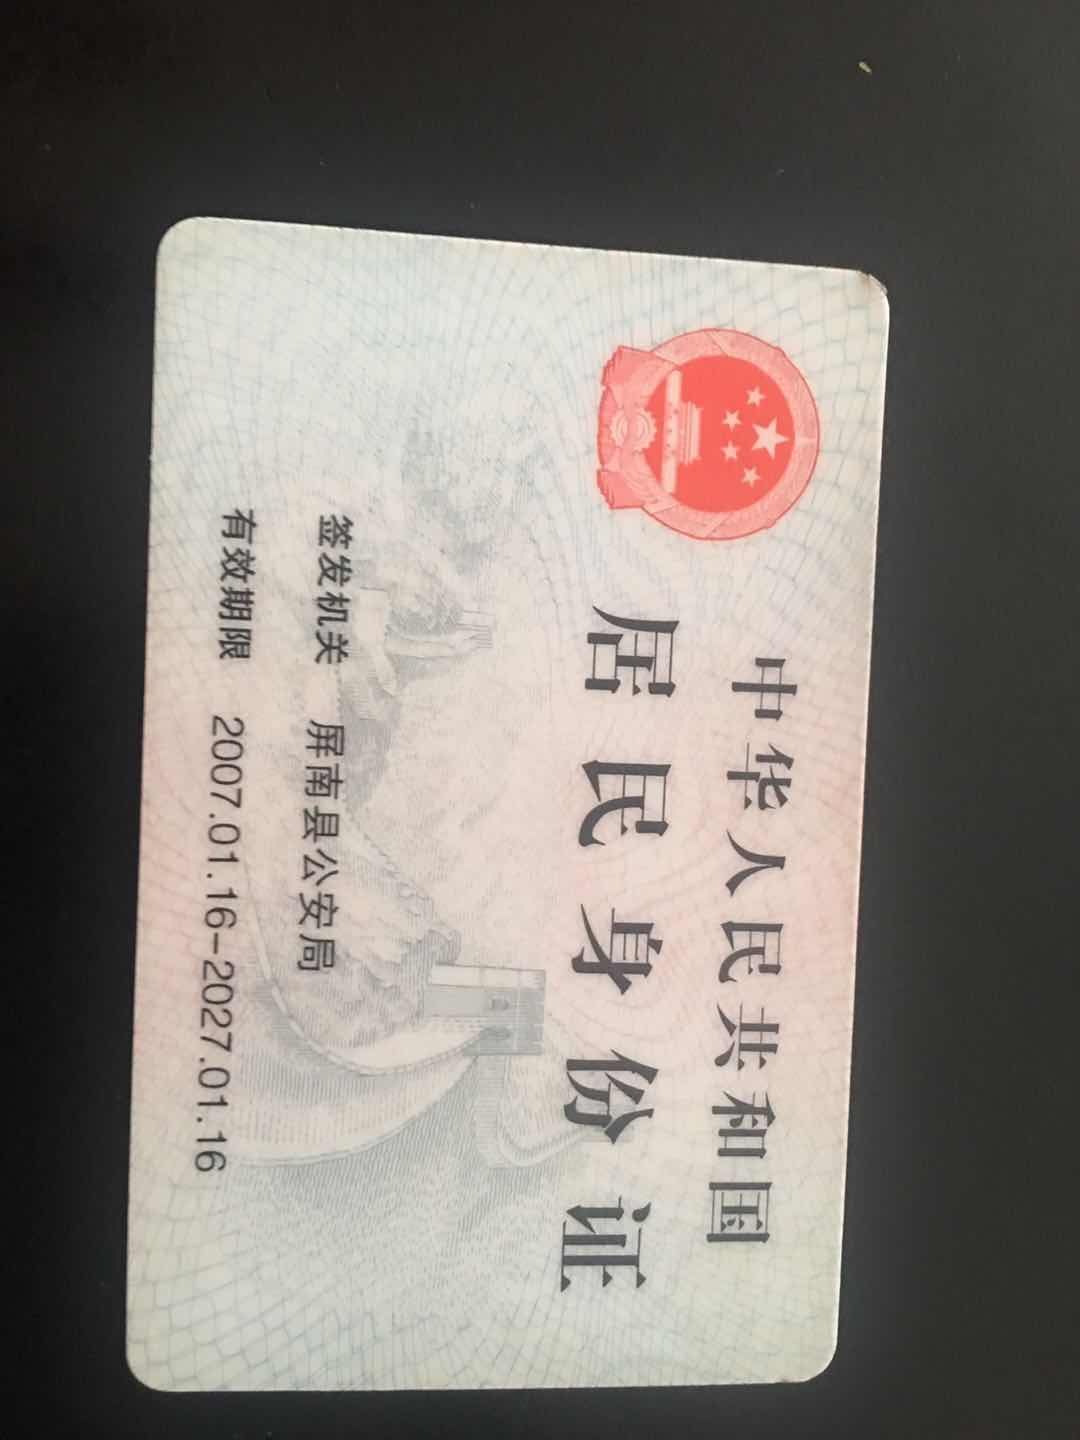 中华人民共和国
居民身份证
签发机关 屏南县公安局
有效期限 2007.01.16-2027.01.16